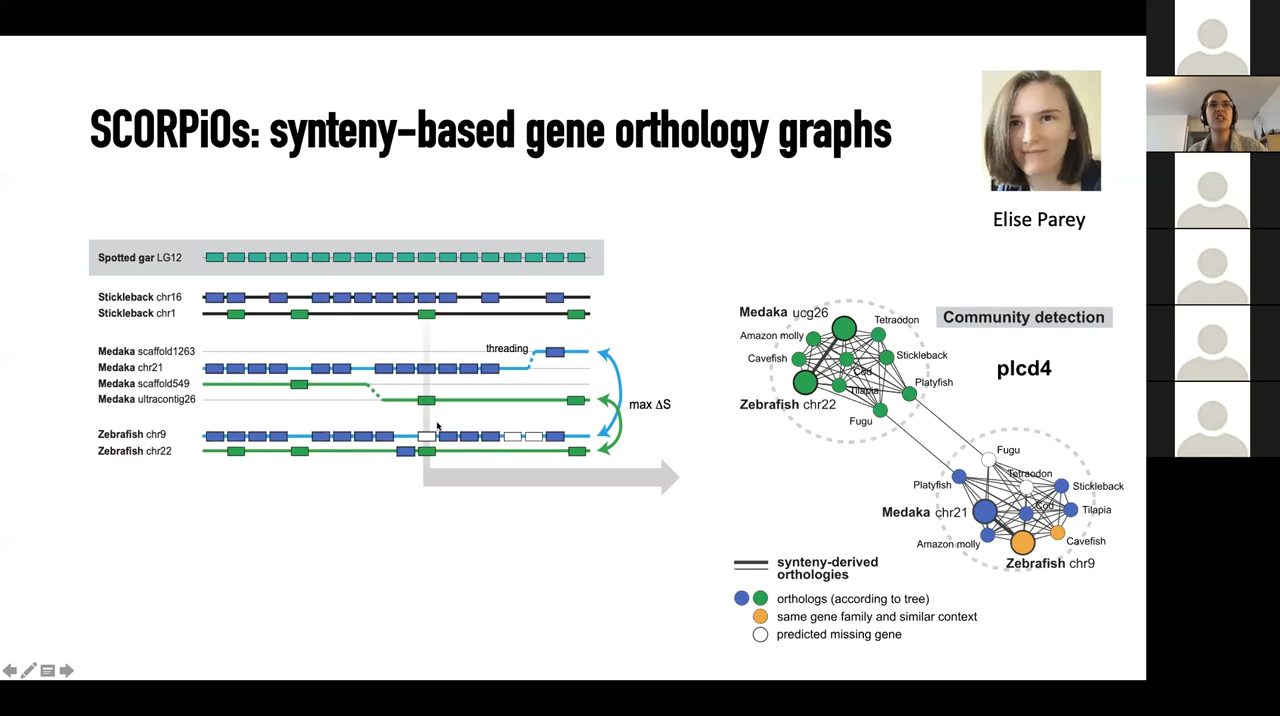 SCORPiOs: synteny-based gene orthology graphs
Elise Parey
Spotted gar LG12
Stickleback chr16
Stickleback chr1
Medaka scaffold1263
threading
Medaka chr21
Medaka scaffold549
Medaka ultracontig26
max ΔS
Zebrafish chr9
Zebrafish chr22
Community detection
plcd4
Medaka ucg26
Tetraodon
Amazon molly
Cavefish
Stickleback
Cod
Tilapia
Platyfish
Zebrafish chr22
Fugu
Fugu
Tetraodon
Platyfish
Stickleback
Medaka chr21
Cod
Tilapia
Amazon molly
Cavefish
Zebrafish chr9
synteny-derived
orthologies
orthologs (according to tree)
same gene family and similar context
predicted missing gene